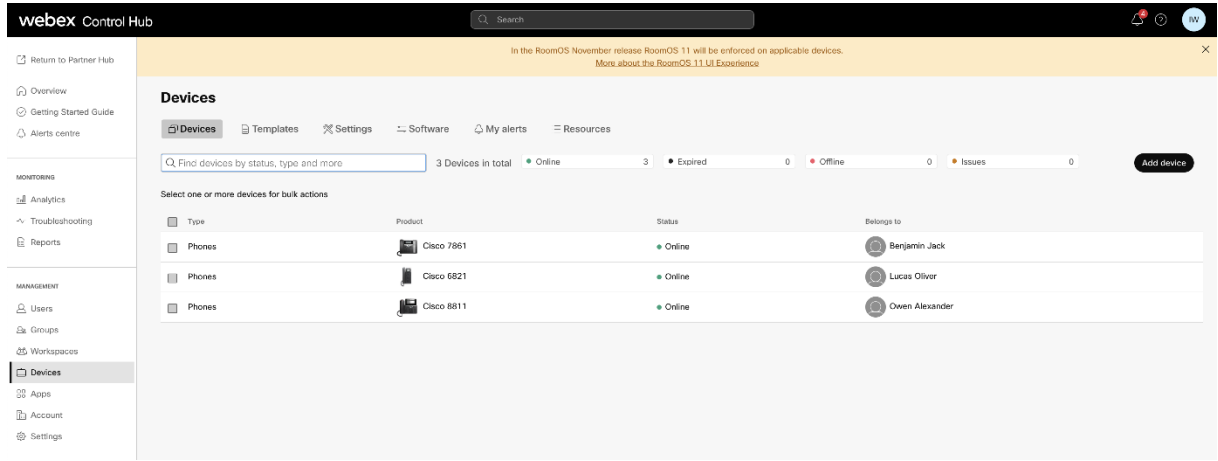 webex Control Hub
Search
4
IW
In the RoomOS November release RoomOS 11 will be enforced on applicable devices.
More about the RoomOS 11 UI Experience
Return to Partner Hub
Overview
Getting Started Guide
Alerts centre
MONITORING
Analytics
Troubleshooting
Reports
MANAGEMENT
Users
Groups
Workspaces
Devices
Apps
Account
Settings
Devices
Devices Templates Settings Software My alerts Resources
Find devices by status, type and more 3 Devices in total Online 3 Expired 0 Offline 0 Issues 0 Add device
Select one or more devices for bulk actions
Type Product Status Belongs to
Phones Cisco 7861 Online Benjamin Jack
Phones Cisco 6821 Online Lucas Oliver
Phones Cisco 8811 Online Owen Alexander